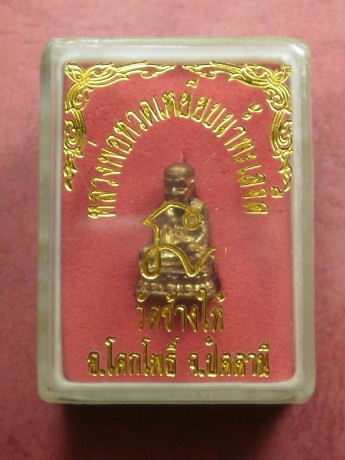 หลวงพ่อทวดเหยียบน้ำทะเลจืด
วัดช้างให้
อ.โคกโพธิ์ จ.ปัตตานี